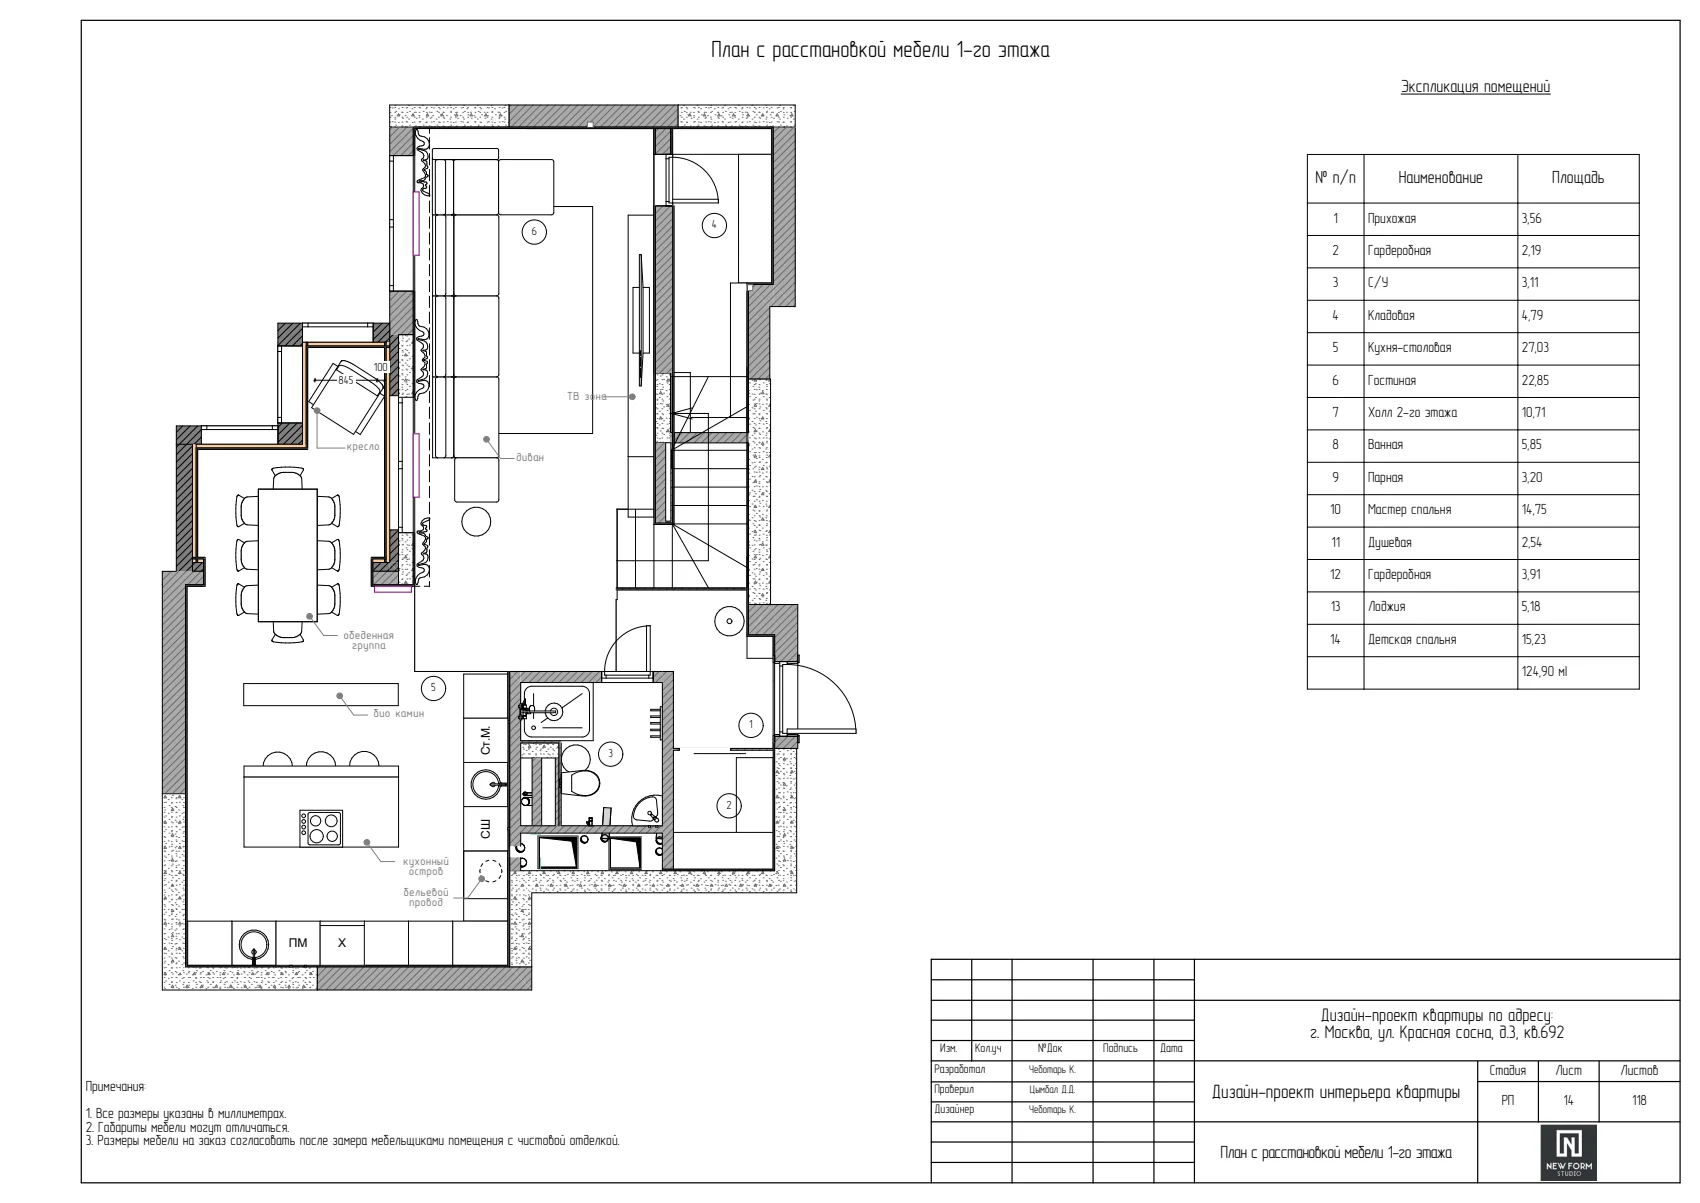 План с расстановкой мебели 1-го этажа
Экспликация помещений
№ п/п Наименование Площадь
1 Прихожая 3,56
2 Гардеробная 2,19
3 С/У 3,11
4 Кладовая 4,79
5 Кухня-столовая 27,03
6 Гостиная 22,85
7 Холл 2-го этажа 10,71
8 Ванная 5,85
9 Парная 3,20
10 Мастер спальня 14,75
11 Душевая 2,54
12 Гардеробная 3,91
13 Лоджия 5,18
14 Детская спальня 15,23
124,90 м²
6
4
100
845
ТВ зона
кресло
диван
обеденная
группа
5
био камин
Ст.М.
1
3
2
СШ
кухонный
остров
бельевой
провод
ПМ
Х
Примечания:
1. Все размеры указаны в миллиметрах.
2. Габариты мебели могут отличаться.
3. Размеры мебели на заказ согласовать после замера мебельщиками помещения с чистовой отделкой.
Дизайн-проект квартиры по адресу:
г. Москва, ул. Красная сосна, д.3, кв.692
Изм. Кол.уч №Док Подпись Дата
Разработал Чеботарь К.
Проверил Цымбал Д.Д.
Дизайнер Чеботарь К.
Дизайн-проект интерьера квартиры
Стадия Лист Листов
РП 14 118
План с расстановкой мебели 1-го этажа
NEW FORM
STUDIO